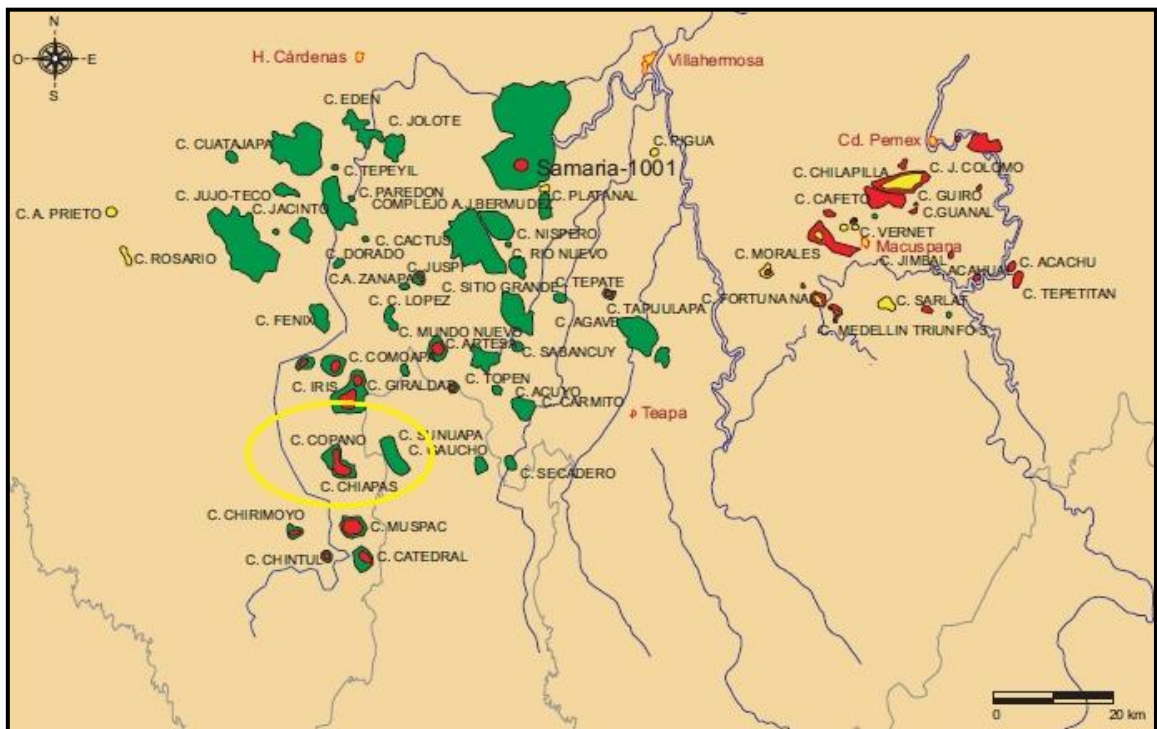 N
O E
S
H. Cárdenas
Villahermosa
C. EDEN
C. JOLOTE
C. CUATAJAPA
C. PIGUA
Cd. Pemex
C. TEPEYIL
Samaria-1001
C. CHILAPILLA
C. J. COLOMO
C. JUJO-TECO
C. PAREDON
C. PLATANAL
C. CAFETO
C. GUIRO
C. A. PRIETO
C. JACINTO
COMPLEJO A.J.BERMUDEZ
C.GUANAL
C. NISPERO
C. VERNET
C. CACTUS
C. RIO NUEVO
Macuspana
C. ROSARIO
C. DORADO
C. JUSPI
C. MORALES
C. JIMBAL
C.A. ZANAPA
C. SITIO GRANDE
C. TEPATE
C. ACAHUAL
C. ACACHU
C. C. LOPEZ
C. FORTUNA NAL
C. SARLAT
C. TEPETITAN
C. FENIX
C. MUNDO NUEVO
C. AGAVE
C. TAPIJULAPA
C. MEDELLIN TRIUNFO 3
C. ARTESA
C. SABANCUY
C. COMOAPA
C. IRIS
C. GIRALDAS
C. TOPEN
C. ACUYO
C. CARMITO
Teapa
C. COPANO
C. SUNUAPA
C. GAUCHO
C. SECADERO
C. CHIAPAS
C. CHIRIMOYO
C. MUSPAC
C. CHINTUL
C. CATEDRAL
0 20 km